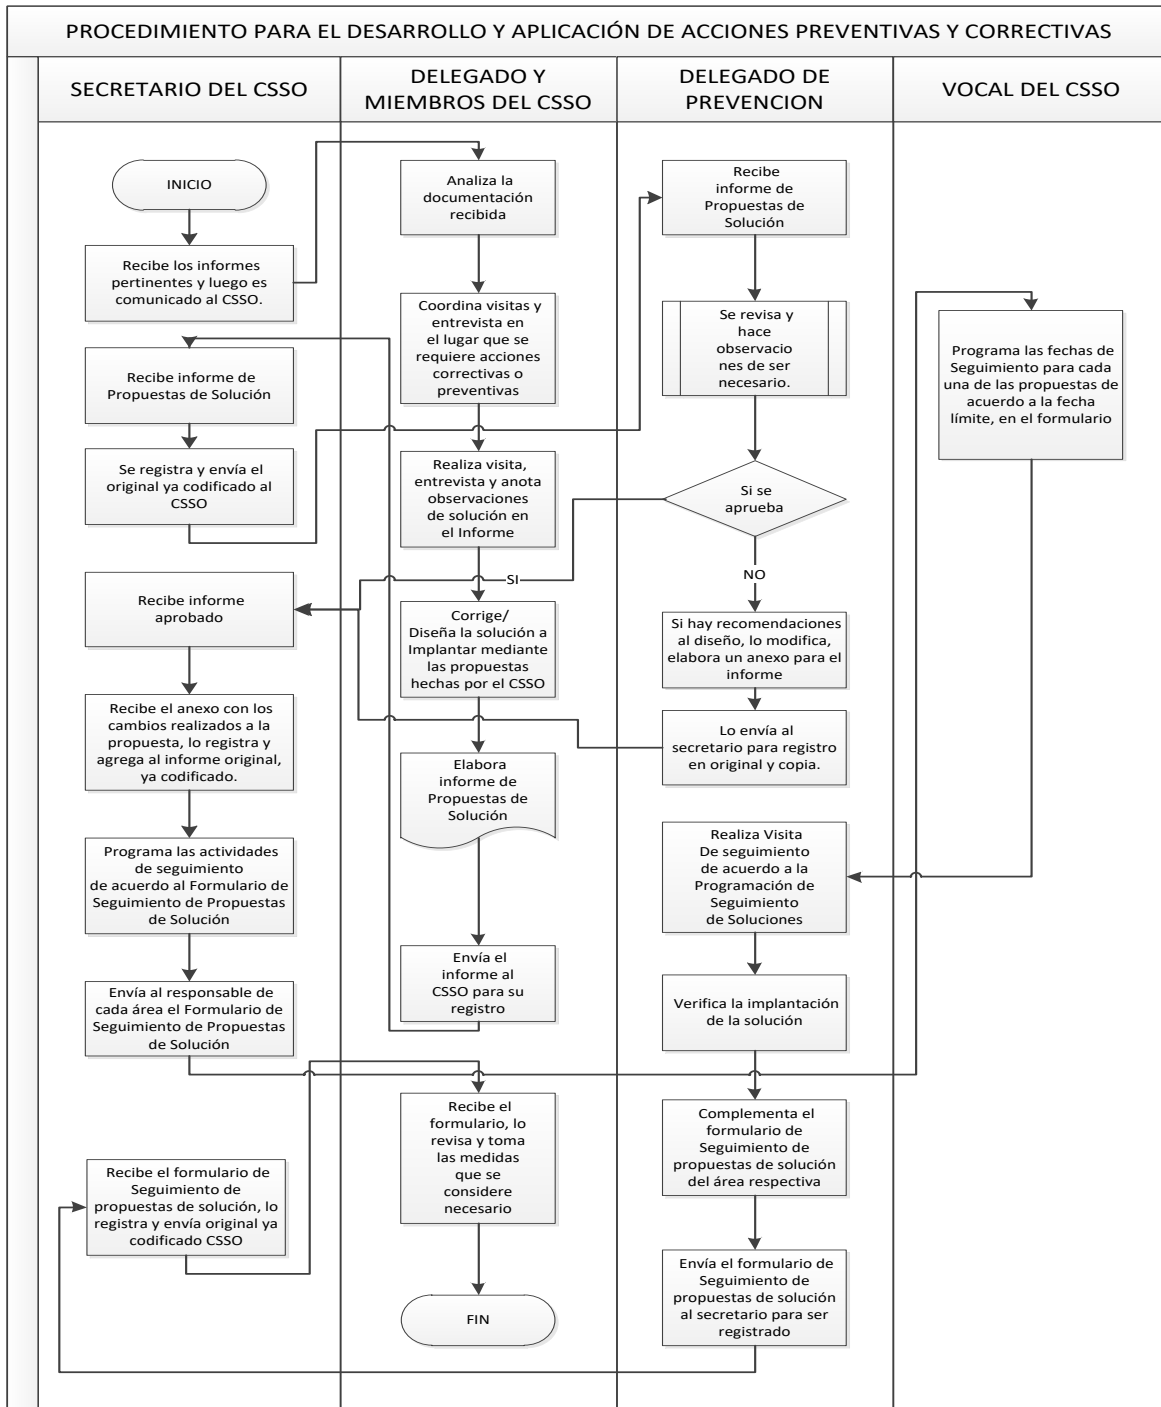 PROCEDIMIENTO PARA EL DESARROLLO Y APLICACIÓN DE ACCIONES PREVENTIVAS Y CORRECTIVAS
SECRETARIO DEL CSSO
DELEGADO Y
MIEMBROS DEL CSSO
DELEGADO DE
PREVENCION
VOCAL DEL CSSO
INICIO
Recibe los informes
pertinentes y luego es
comunicado al CSSO.
Recibe informe de
Propuestas de Solución
Se registra y envía el
original ya codificado al
CSSO
Recibe informe
aprobado
Recibe el anexo con los
cambios realizados a la
propuesta, lo registra y
agrega al informe original,
ya codificado.
Programa las actividades
de seguimiento
de acuerdo al Formulario de
Seguimiento de Propuestas
de Solución
Envía al responsable de
cada área el Formulario de
Seguimiento de Propuestas
de Solución
Recibe el formulario de
Seguimiento de
propuestas de solución, lo
registra y envía original ya
codificado CSSO
Analiza la
documentación
recibida
Coordina visitas y
entrevista en
el lugar que se
requiere acciones
correctivas o
preventivas
Realiza visita,
entrevista y anota
observaciones
de solución en
el Informe
SI
Corrige/
Diseña la solución a
Implantar mediante
las propuestas
hechas por el CSSO
Elabora
informe de
Propuestas de
Solución
Envía el
informe al
CSSO para su
registro
Recibe el
formulario, lo
revisa y toma
las medidas
que se
considere
necesario
FIN
Recibe
informe de
Propuestas de
Solución
Se revisa y
hace
observacio
nes de ser
necesario.
Si se
aprueba
NO
Si hay recomendaciones
al diseño, lo modifica,
elabora un anexo para el
informe
Lo envía al
secretario para registro
en original y copia.
Realiza Visita
De seguimiento
de acuerdo a la
Programación de
Seguimiento
de Soluciones
Verifica la implantación
de la solución
Complementa el
formulario de
Seguimiento de
propuestas de solución
del área respectiva
Envía el formulario de
Seguimiento de
propuestas de solución
al secretario para ser
registrado
Programa las fechas de
Seguimiento para cada
una de las propuestas de
acuerdo a la fecha
límite, en el formulario